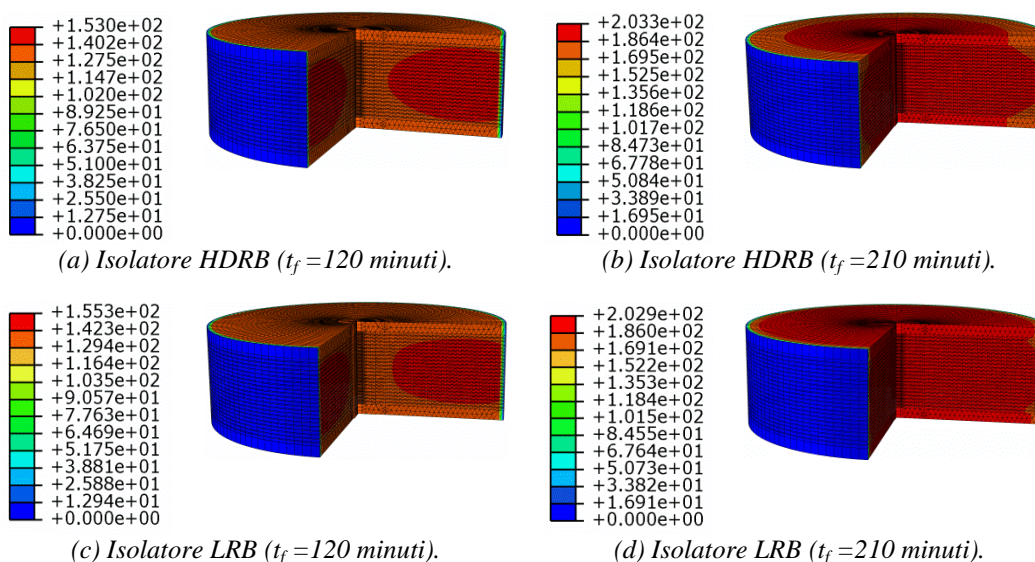 +1.530e+02
+1.402e+02
+1.275e+02
+1.147e+02
+1.020e+02
+8.925e+01
+7.650e+01
+6.375e+01
+5.100e+01
+3.825e+01
+2.550e+01
+1.275e+01
+0.000e+00
(a) Isolatore HDRB (t_f =120 minuti).
+2.033e+02
+1.864e+02
+1.695e+02
+1.525e+02
+1.356e+02
+1.186e+02
+1.017e+02
+8.473e+01
+6.778e+01
+5.084e+01
+3.389e+01
+1.695e+01
+0.000e+00
(b) Isolatore HDRB (t_f =210 minuti).
+1.553e+02
+1.423e+02
+1.294e+02
+1.164e+02
+1.035e+02
+9.057e+01
+7.763e+01
+6.469e+01
+5.175e+01
+3.881e+01
+2.588e+01
+1.294e+01
+0.000e+00
(c) Isolatore LRB (t_f =120 minuti).
+2.029e+02
+1.860e+02
+1.691e+02
+1.522e+02
+1.353e+02
+1.184e+02
+1.015e+02
+8.455e+01
+6.764e+01
+5.073e+01
+3.382e+01
+1.691e+01
+0.000e+00
(d) Isolatore LRB (t_f =210 minuti).